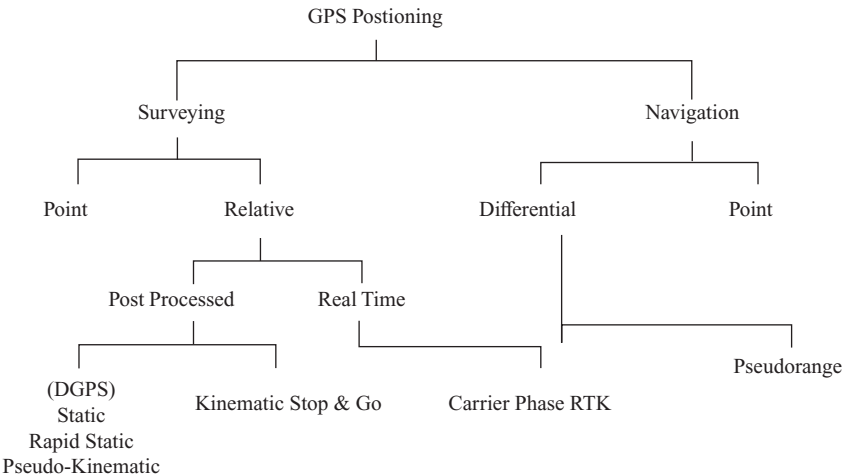 GPS Postioning
Surveying
Navigation
Point
Relative
Differential
Point
Post Processed
Real Time
Pseudorange
(DGPS)
Static
Rapid Static
Pseudo-Kinematic
Kinematic Stop & Go
Carrier Phase RTK